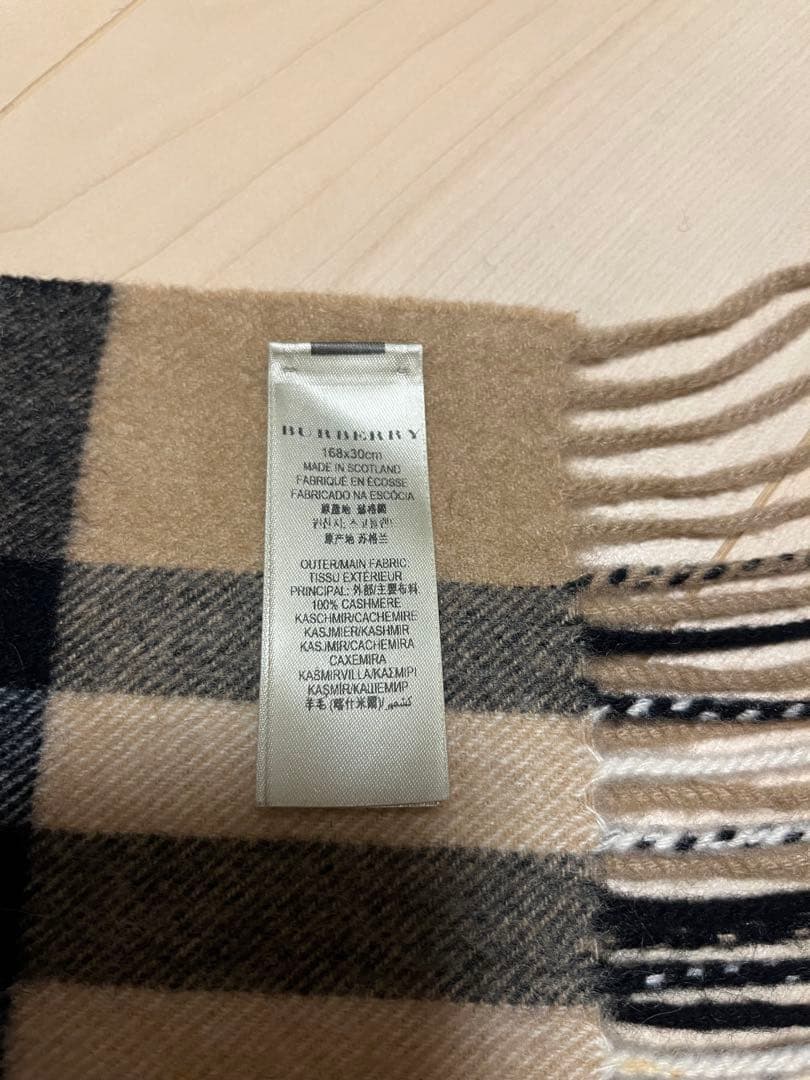 BURBERRY
168x30cm
MADE IN SCOTLAND
FABRIQUÉ EN ÉCOSSE
FABRICADO NA ESCÓCIA
原產地 蘇格蘭
원산지: 스코틀랜드
原产地 苏格兰
OUTER/MAIN FABRIC:
TISSU EXTÉRIEUR
PRINCIPAL: 外部/主要布料
100% CASHMERE
KASCHMIR/CACHEMIRE
KASJMIER/KASHMIR
KASJMIR/CACHEMIRA
CAXEMIRA
KAŠMIRVILLA/ΚΑΣΜΙΡΙ
KAŞMİR/КАШЕМИР
羊毛 (喀什米爾)/كشمير